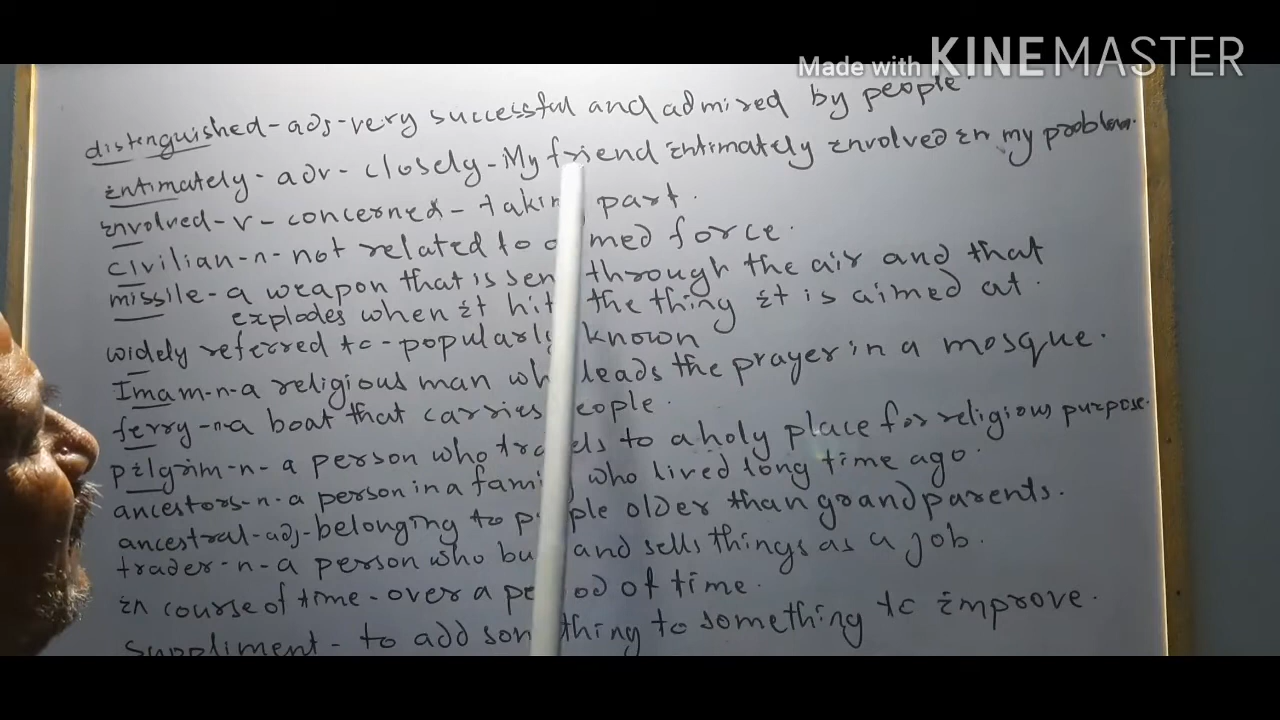 Made with KINEMASTER
distinguished-adj-very successful and admired by people.
intimately-adv-closely-My friend intimately involved in my problem.
involved-v-concerned-taking part.
civilian-n-not related to armed force.
missile-a weapon that is sent through the air and that
explodes when it hits the thing it is aimed at.
widely referred to-popularly known
Imam-n-a religious man who leads the prayer in a mosque.
ferry-n-a boat that carries people.
pilgrim-n-a person who travels to a holy place for religious purpose.
ancestors-n-a person in a family who lived long time ago.
ancestral-adj-belonging to people older than grandparents.
trader-n-a person who buys and sells things as a job.
in course of time-over a period of time.
suppliment-to add something to something to improve.